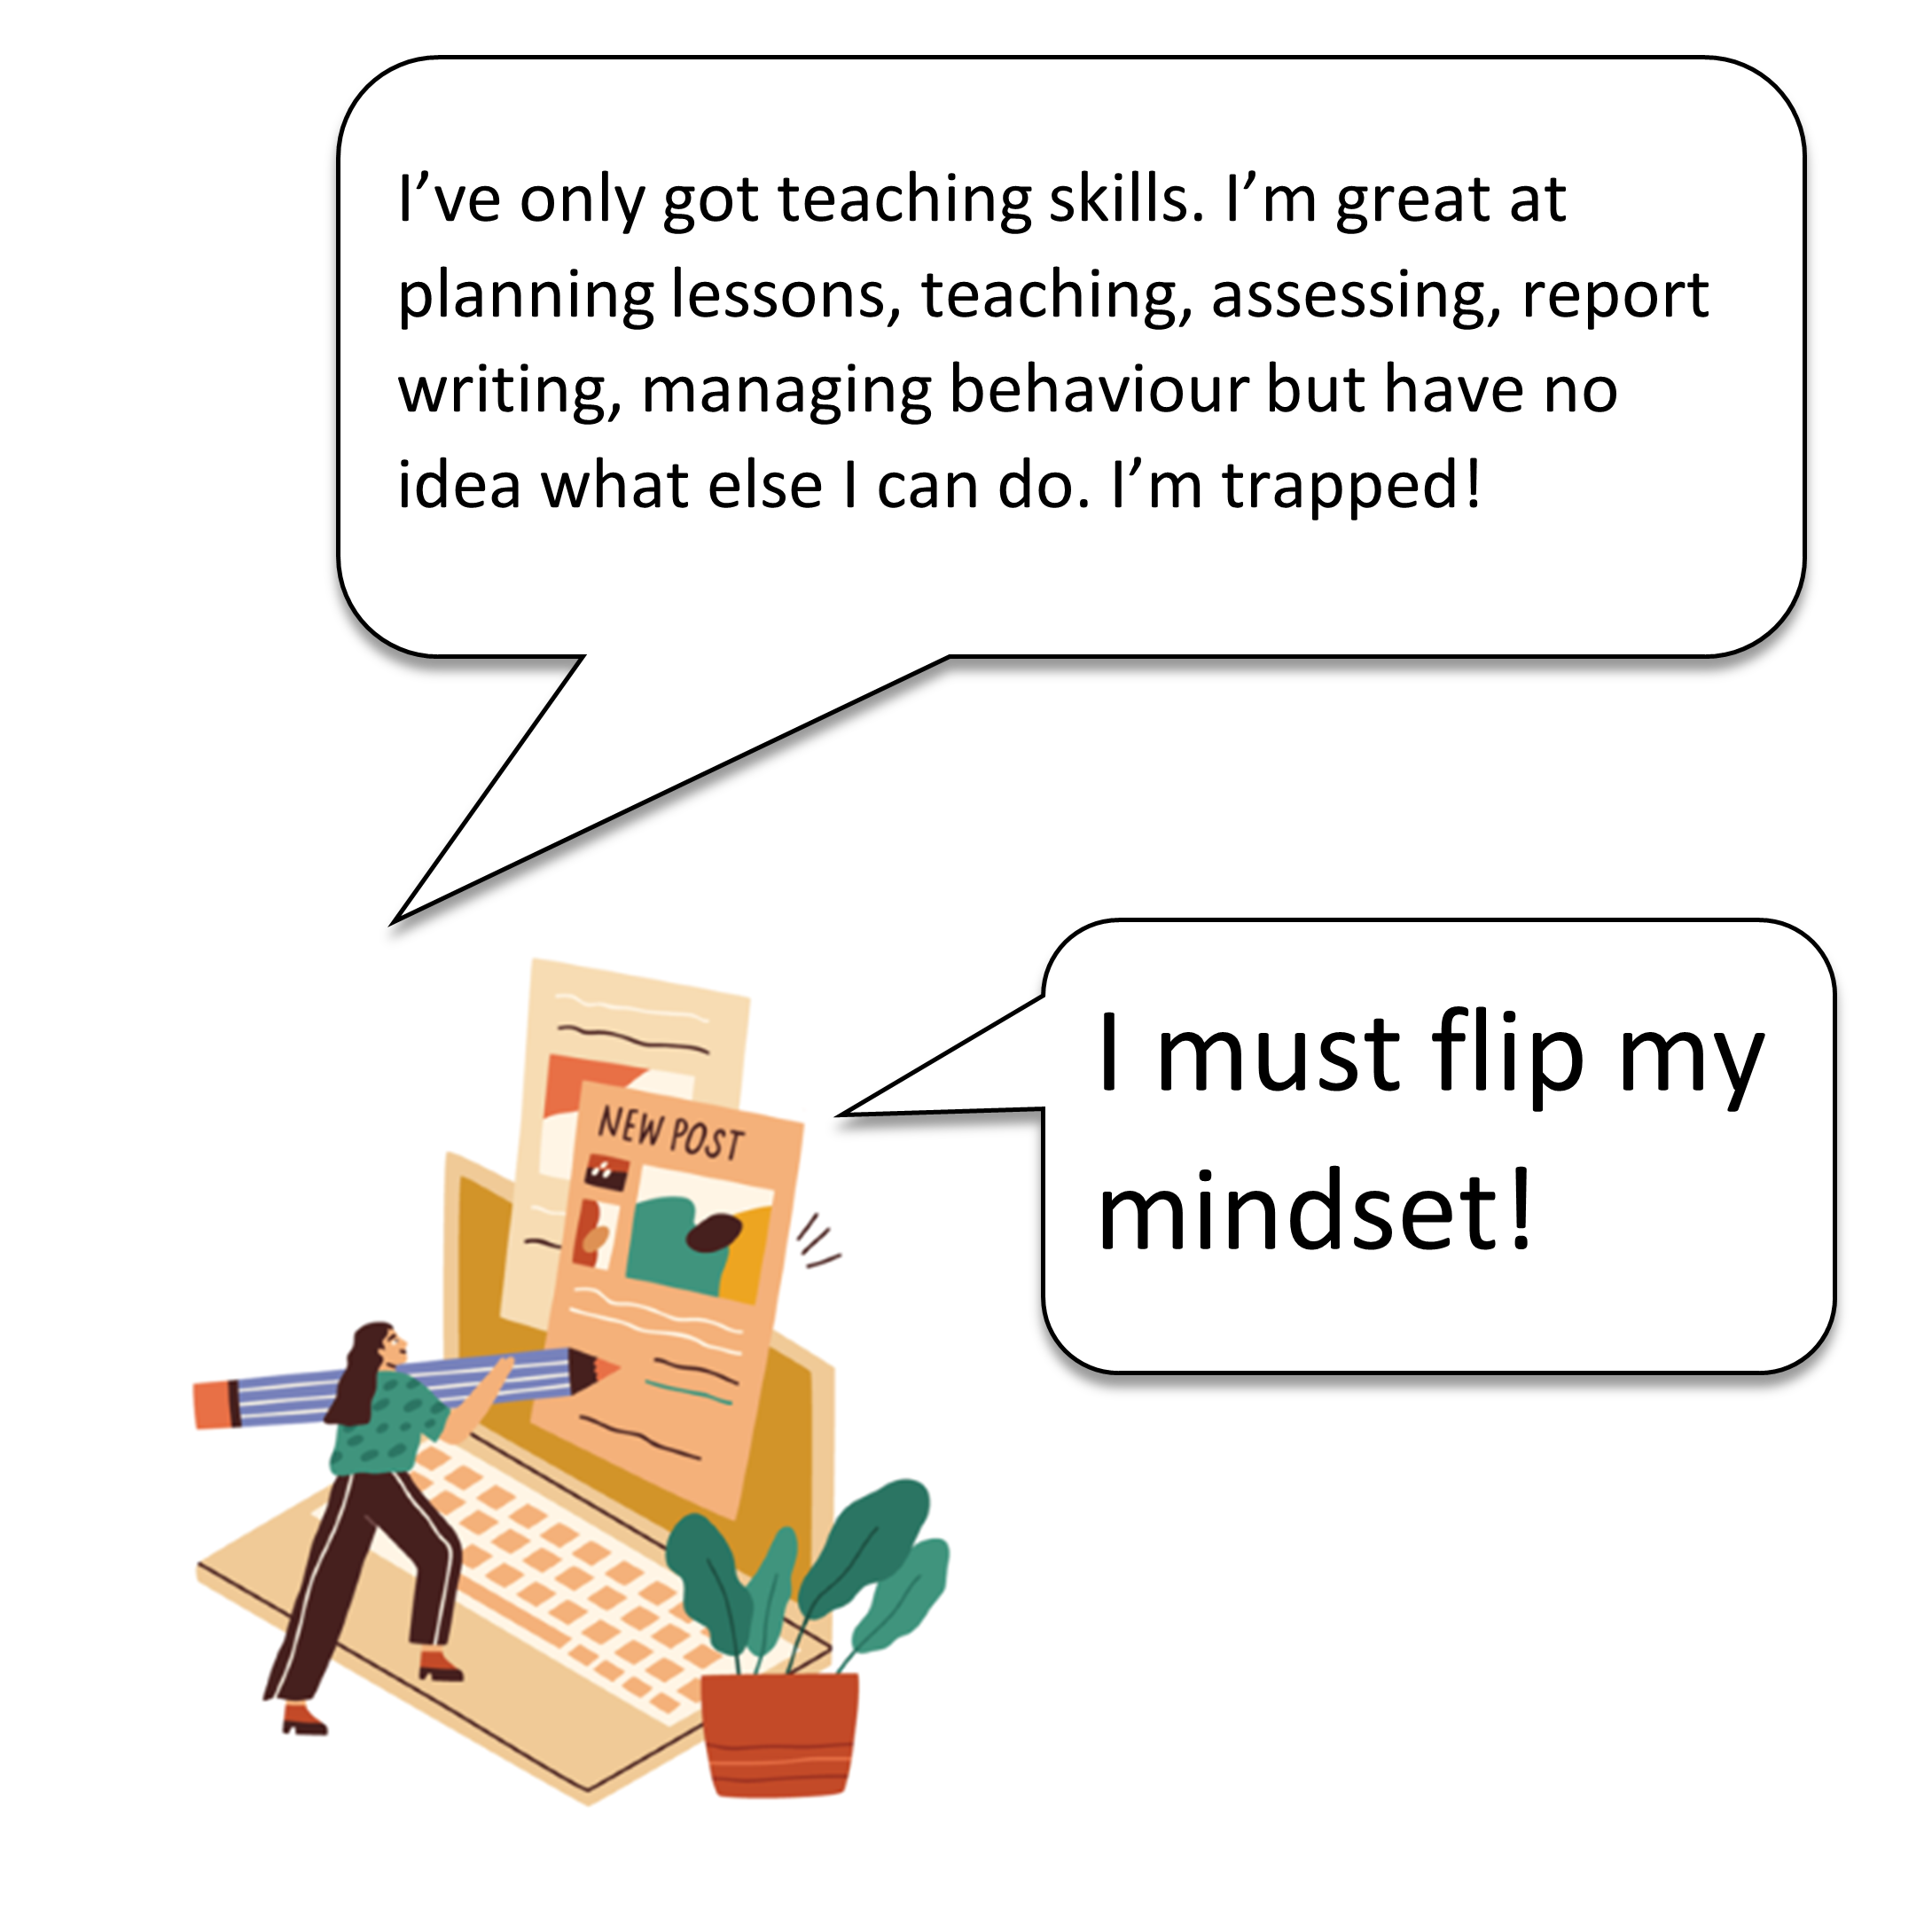 I’ve only got teaching skills. I’m great at
planning lessons, teaching, assessing, report
writing, managing behaviour but have no
idea what else I can do. I’m trapped!
I must flip my
mindset!
NEW POST